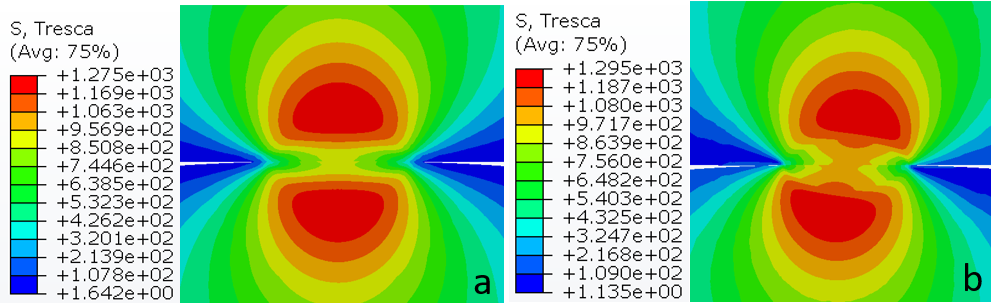 S, Tresca
(Avg: 75%)
+1.275e+03
+1.169e+03
+1.063e+03
+9.569e+02
+8.508e+02
+7.446e+02
+6.385e+02
+5.323e+02
+4.262e+02
+3.201e+02
+2.139e+02
+1.078e+02
+1.642e+00
a
S, Tresca
(Avg: 75%)
+1.295e+03
+1.187e+03
+1.080e+03
+9.717e+02
+8.639e+02
+7.560e+02
+6.482e+02
+5.403e+02
+4.325e+02
+3.247e+02
+2.168e+02
+1.090e+02
+1.135e+00
b